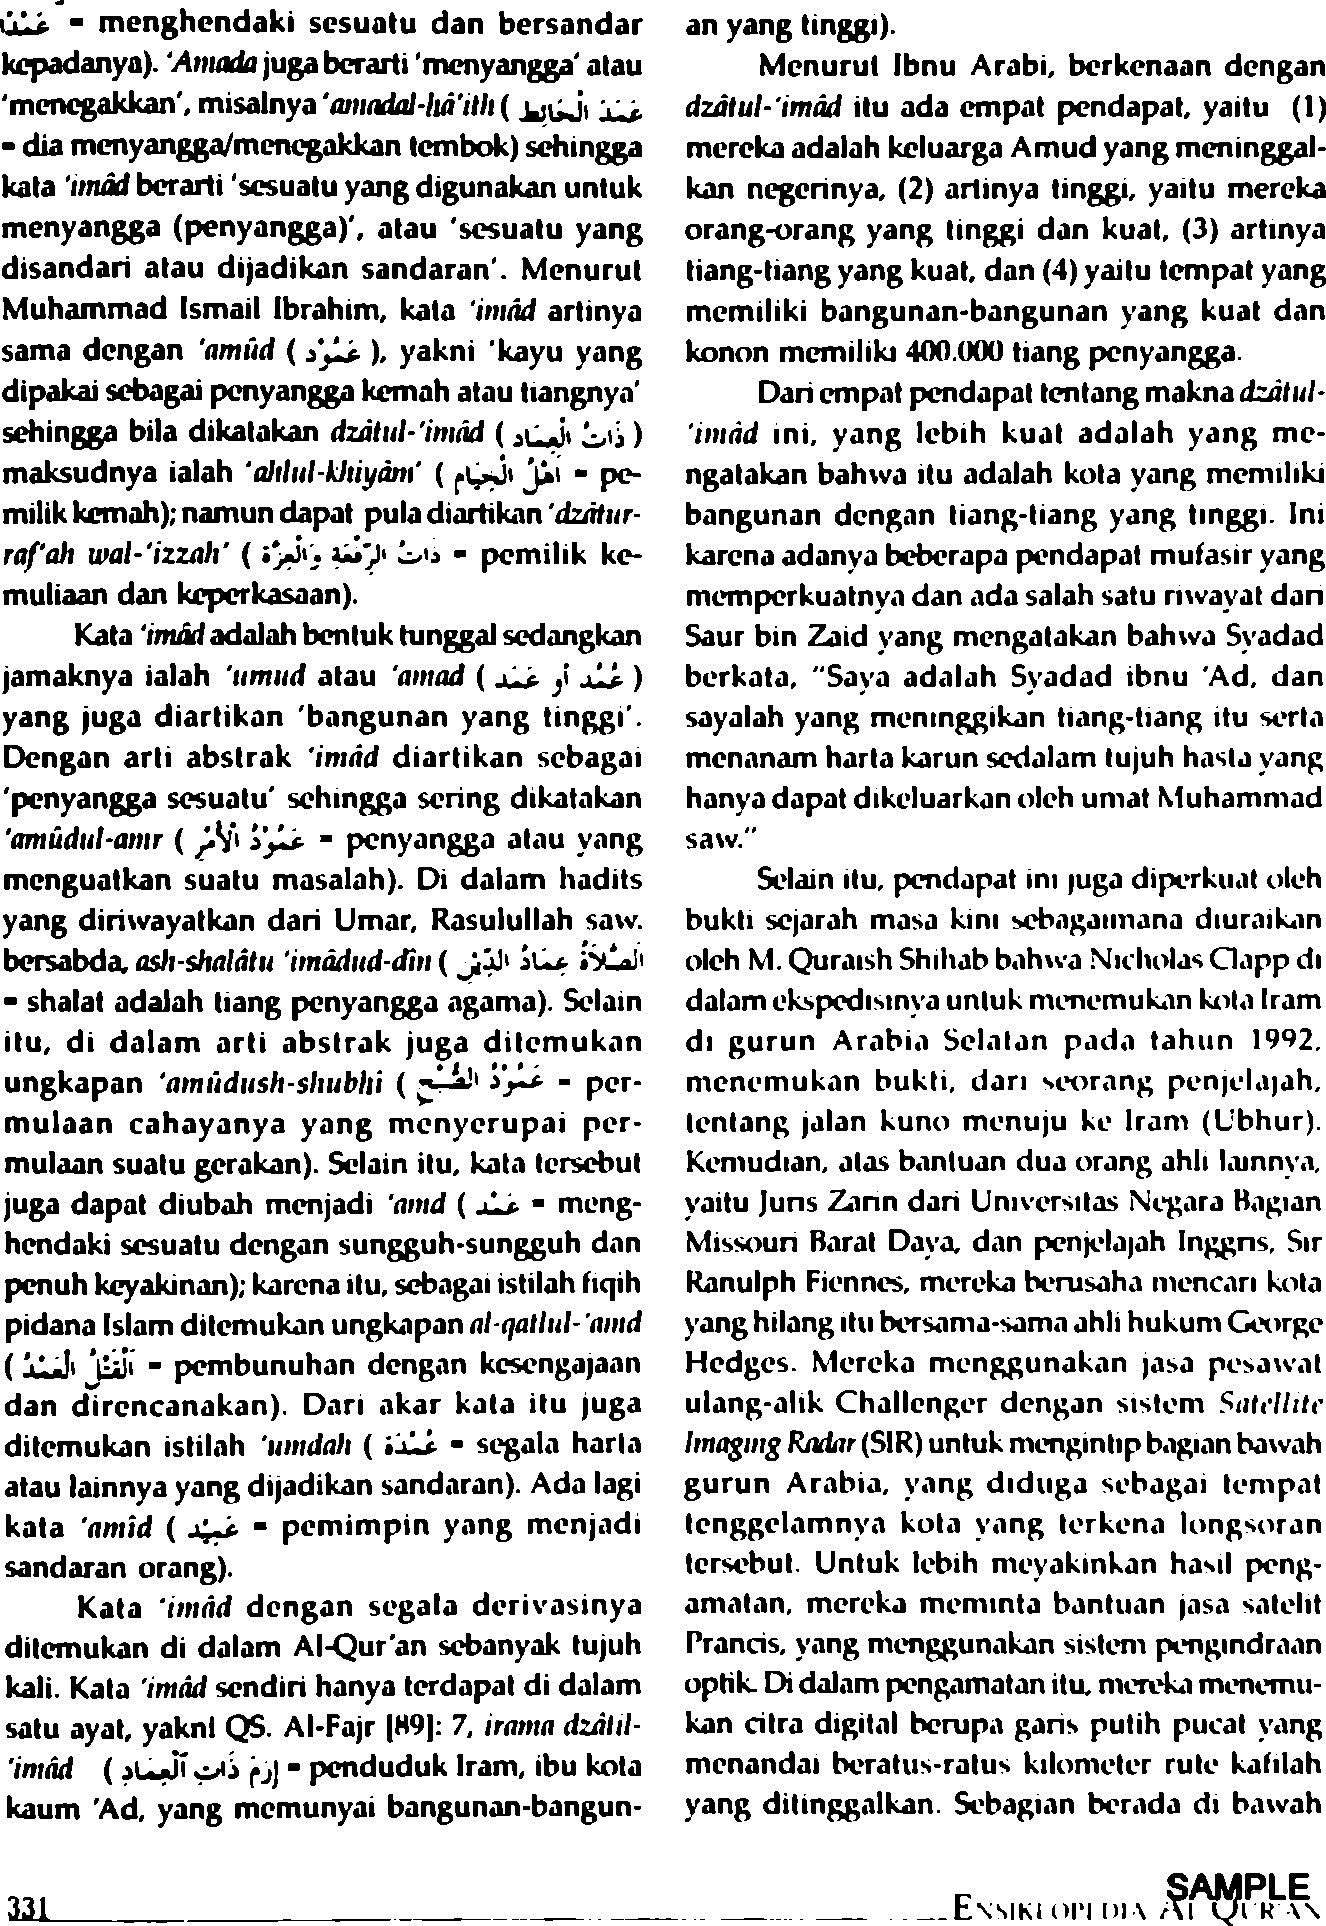 عَمَدَ = menghendaki sesuatu dan bersandar
kepadanya). 'Amada juga berarti 'menyangga' atau
'menegakkan', misalnya 'amadal-hâ'ith ( عَمَدَ الْحَائِطَ
= dia menyangga/menegakkan tembok) sehingga
kata 'imâd berarti 'sesuatu yang digunakan untuk
menyangga (penyangga)', atau 'sesuatu yang
disandari atau dijadikan sandaran'. Menurut
Muhammad Ismail Ibrahim, kata 'imâd artinya
sama dengan 'amûd ( عَمُوْد ), yakni 'kayu yang
dipakai sebagai penyangga kemah atau tiangnya'
sehingga bila dikatakan dzâtul-'imâd ( ذَاتُ الْعِمَادِ )
maksudnya ialah 'ahlul-khiyâm' ( أَهْلُ الْخِيَامِ = pe-
milik kemah); namun dapat pula diartikan 'dzâtur-
raf'ah wal-'izzah' ( ذَاتُ الرَّفْعَةِ وَالْعِزَّةِ = pemilik ke-
muliaan dan keperkasaan).
Kata 'imâd adalah bentuk tunggal sedangkan
jamaknya ialah 'umud atau 'amad ( عُمُد أَوْ عَمَد )
yang juga diartikan 'bangunan yang tinggi'.
Dengan arti abstrak 'imâd diartikan sebagai
'penyangga sesuatu' sehingga sering dikatakan
'amûdul-amr ( عَمُوْدُ الْأَمْرِ = penyangga atau yang
menguatkan suatu masalah). Di dalam hadits
yang diriwayatkan dari Umar, Rasulullah saw.
bersabda, ash-shalâtu 'imâdud-dîn ( الصَّلاَةُ عِمَادُ الدِّيْنِ
= shalat adalah tiang penyangga agama). Selain
itu, di dalam arti abstrak juga ditemukan
ungkapan 'amûdush-shubhi ( عَمُوْدُ الصُّبْحِ = per-
mulaan cahayanya yang menyerupai per-
mulaan suatu gerakan). Selain itu, kata tersebut
juga dapat diubah menjadi 'amd ( عَمْد = meng-
hendaki sesuatu dengan sungguh-sungguh dan
penuh keyakinan); karena itu, sebagai istilah fiqih
pidana Islam ditemukan ungkapan al-qatlul-'amd
( اَلْقَتْلُ الْعَمْدُ = pembunuhan dengan kesengajaan
dan direncanakan). Dari akar kata itu juga
ditemukan istilah 'umdah ( عُمْدَة = segala harta
atau lainnya yang dijadikan sandaran). Ada lagi
kata 'amîd ( عَمِيْد = pemimpin yang menjadi
sandaran orang).
Kata 'imâd dengan segala derivasinya
ditemukan di dalam Al-Qur'an sebanyak tujuh
kali. Kata 'imâd sendiri hanya terdapat di dalam
satu ayat, yakni QS. Al-Fajr [89]: 7, irama dzâtil-
'imâd ( إِرَمَ ذَاتِ الْعِمَادِ = penduduk Iram, ibu kota
kaum 'Ad, yang memunyai bangunan-bangun-
an yang tinggi).
Menurut Ibnu Arabi, berkenaan dengan
dzâtul-'imâd itu ada empat pendapat, yaitu (1)
mereka adalah keluarga Amud yang meninggal-
kan negerinya, (2) artinya tinggi, yaitu mereka
orang-orang yang tinggi dan kuat, (3) artinya
tiang-tiang yang kuat, dan (4) yaitu tempat yang
memiliki bangunan-bangunan yang kuat dan
konon memiliki 400.000 tiang penyangga.
Dari empat pendapat tentang makna dzâtul-
'imâd ini, yang lebih kuat adalah yang me-
ngatakan bahwa itu adalah kota yang memiliki
bangunan dengan tiang-tiang yang tinggi. Ini
karena adanya beberapa pendapat mufasir yang
memperkuatnya dan ada salah satu riwayat dari
Saur bin Zaid yang mengatakan bahwa Syadad
berkata, "Saya adalah Syadad ibnu 'Ad, dan
sayalah yang meninggikan tiang-tiang itu serta
menanam harta karun sedalam tujuh hasta yang
hanya dapat dikeluarkan oleh umat Muhammad
saw."
Selain itu, pendapat ini juga diperkuat oleh
bukti sejarah masa kini sebagaimana diuraikan
oleh M. Quraish Shihab bahwa Nicholas Clapp di
dalam ekspedisinya untuk menemukan kota Iram
di gurun Arabia Selatan pada tahun 1992,
menemukan bukti, dari seorang penjelajah,
tentang jalan kuno menuju ke Iram (Ubhur).
Kemudian, atas bantuan dua orang ahli lainnya,
yaitu Juris Zarin dari Universitas Negara Bagian
Missouri Barat Daya, dan penjelajah Inggris, Sir
Ranulph Fiennes, mereka berusaha mencari kota
yang hilang itu bersama-sama ahli hukum George
Hedges. Mereka menggunakan jasa pesawat
ulang-alik Challenger dengan sistem Satellite
Imaging Radar (SIR) untuk mengintip bagian bawah
gurun Arabia, yang diduga sebagai tempat
tenggelamnya kota yang terkena longsoran
tersebut. Untuk lebih meyakinkan hasil peng-
amatan, mereka meminta bantuan jasa satelit
Prancis, yang menggunakan sistem pengindraan
optik. Di dalam pengamatan itu, mereka menemu-
kan citra digital berupa garis putih pucat yang
menandai beratus-ratus kilometer rute kafilah
yang ditinggalkan. Sebagian berada di bawah
331
SAMPLE
ENSIKLOPEDIA AL QUR'AN